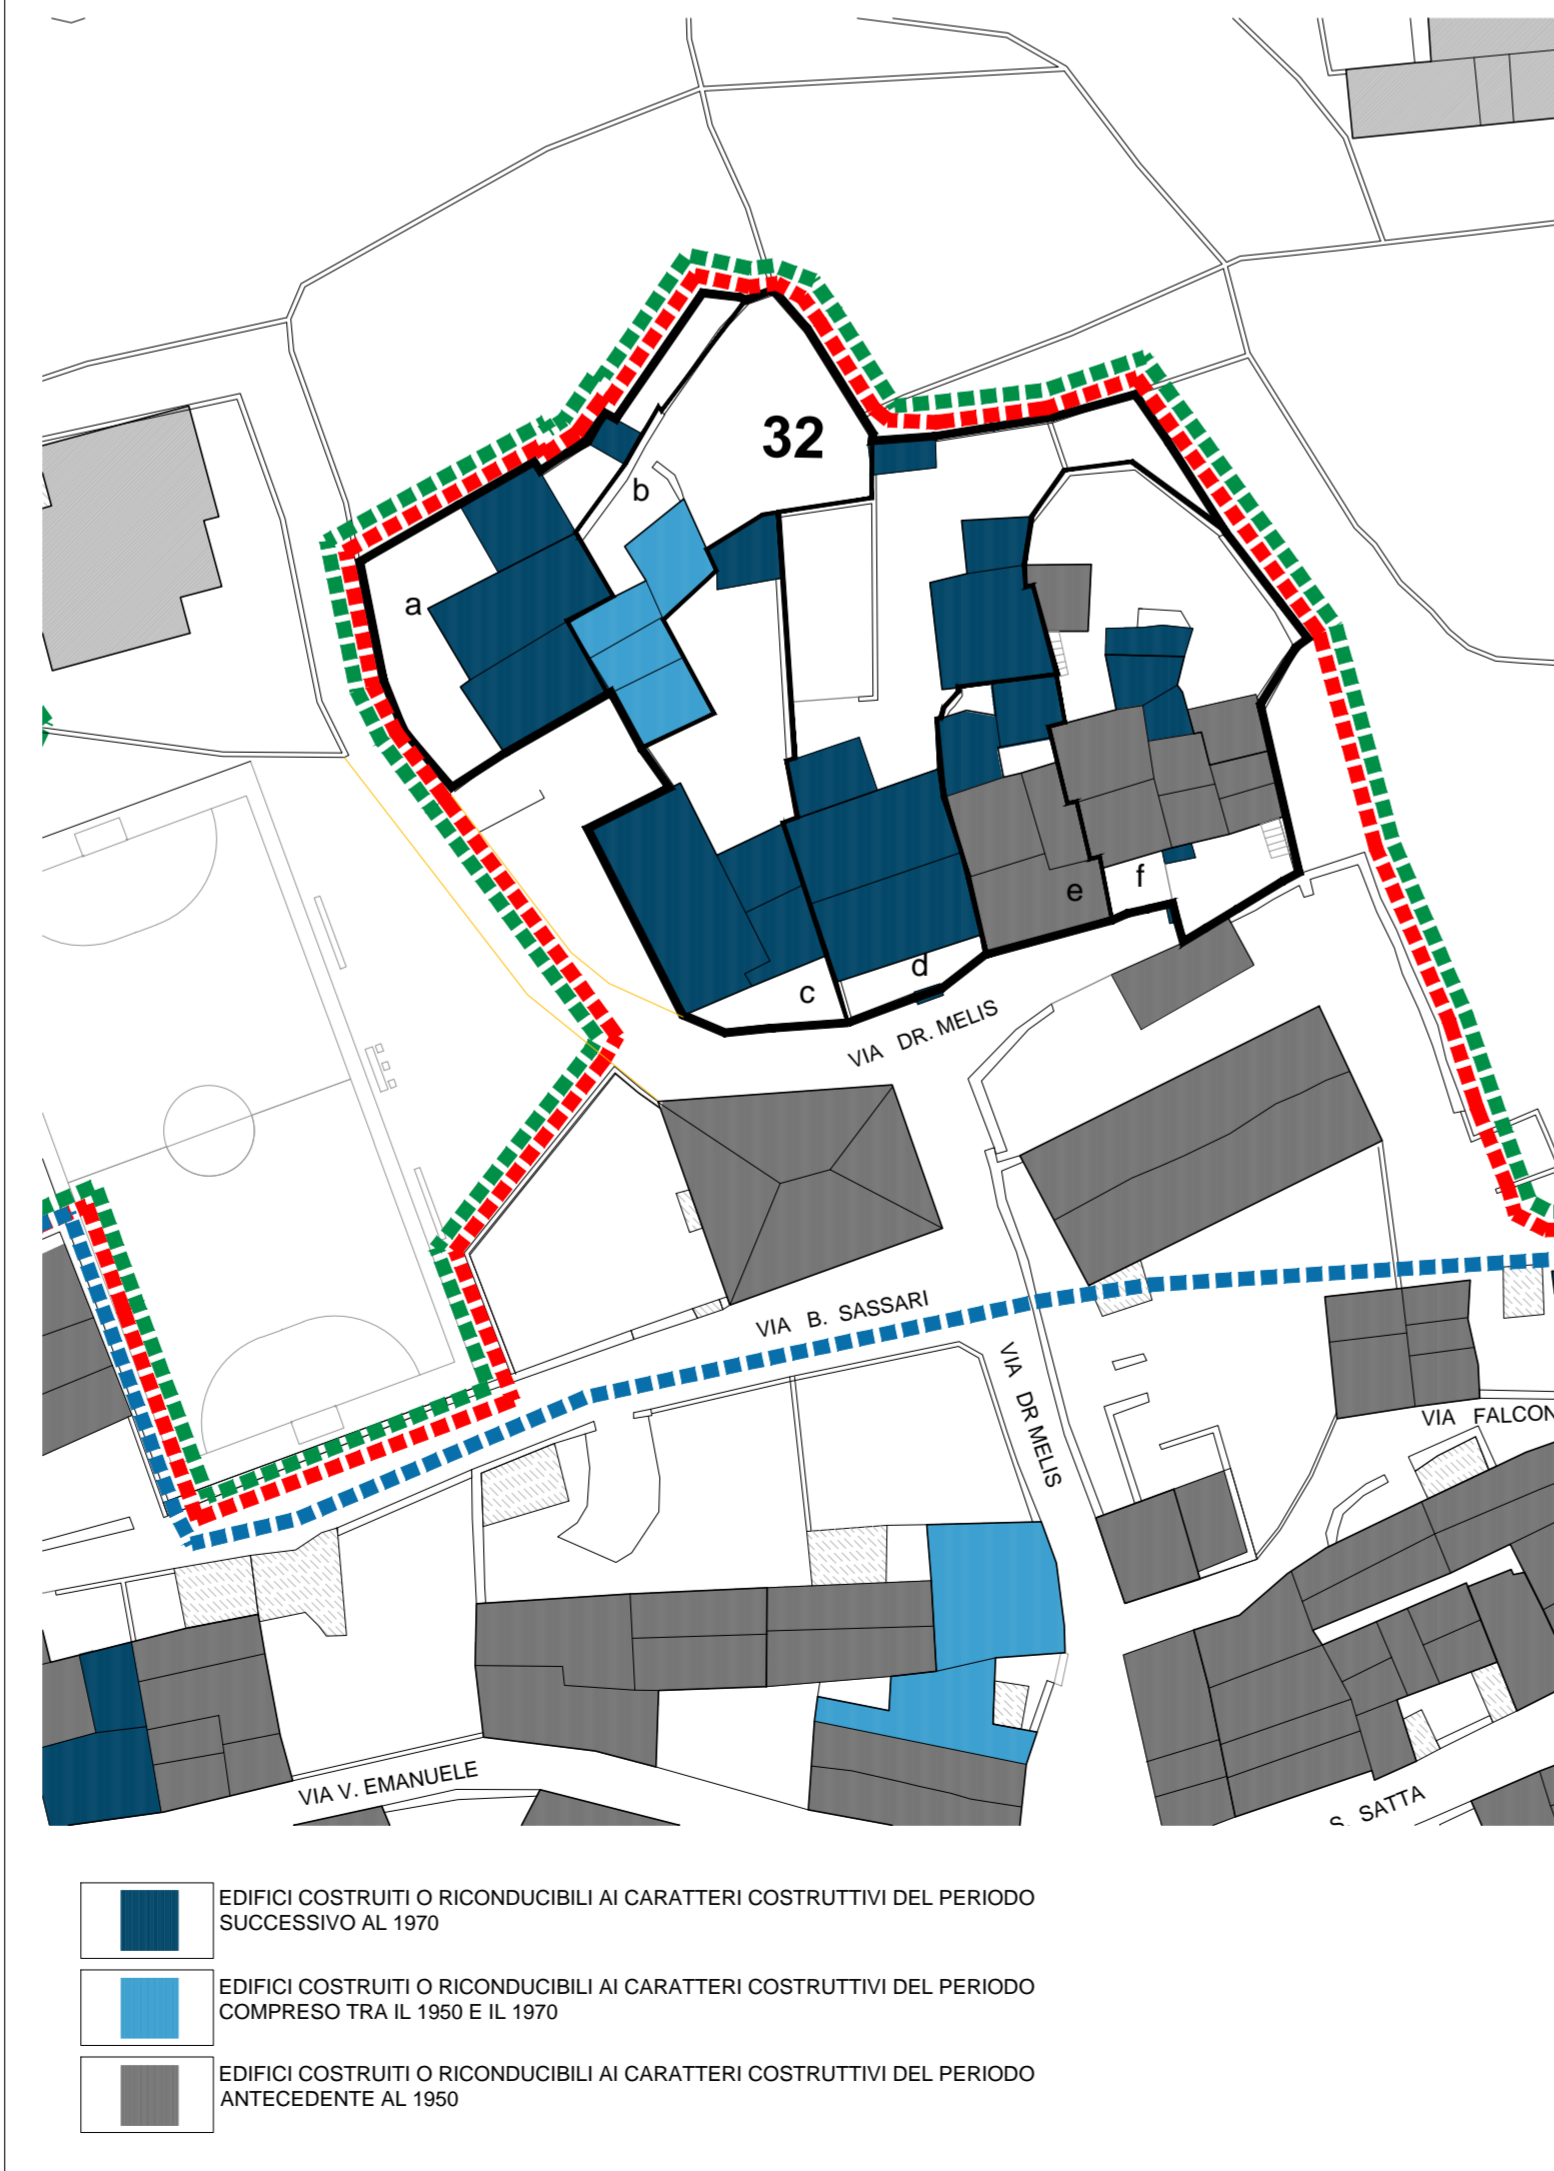 32
b
a
e
f
d
c
VIA DR. MELIS
VIA B. SASSARI
VIA DR MELIS
VIA FALCON
VIA V. EMANUELE
S. SATTA
EDIFICI COSTRUITI O RICONDUCIBILI AI CARATTERI COSTRUTTIVI DEL PERIODO
SUCCESSIVO AL 1970
EDIFICI COSTRUITI O RICONDUCIBILI AI CARATTERI COSTRUTTIVI DEL PERIODO
COMPRESO TRA IL 1950 E IL 1970
EDIFICI COSTRUITI O RICONDUCIBILI AI CARATTERI COSTRUTTIVI DEL PERIODO
ANTECEDENTE AL 1950